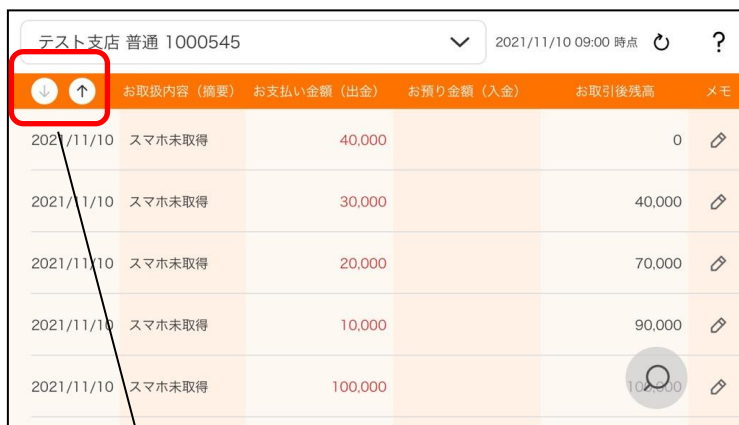 テスト支店 普通 1000545 2021/11/10 09:00 時点 ?
お取扱内容（摘要） お支払い金額（出金） お預り金額（入金） お取引後残高 メモ
2021/11/10 スマホ未取得 40,000 0
2021/11/10 スマホ未取得 30,000 40,000
2021/11/10 スマホ未取得 20,000 70,000
2021/11/10 スマホ未取得 10,000 90,000
2021/11/10 スマホ未取得 100,000 100,000